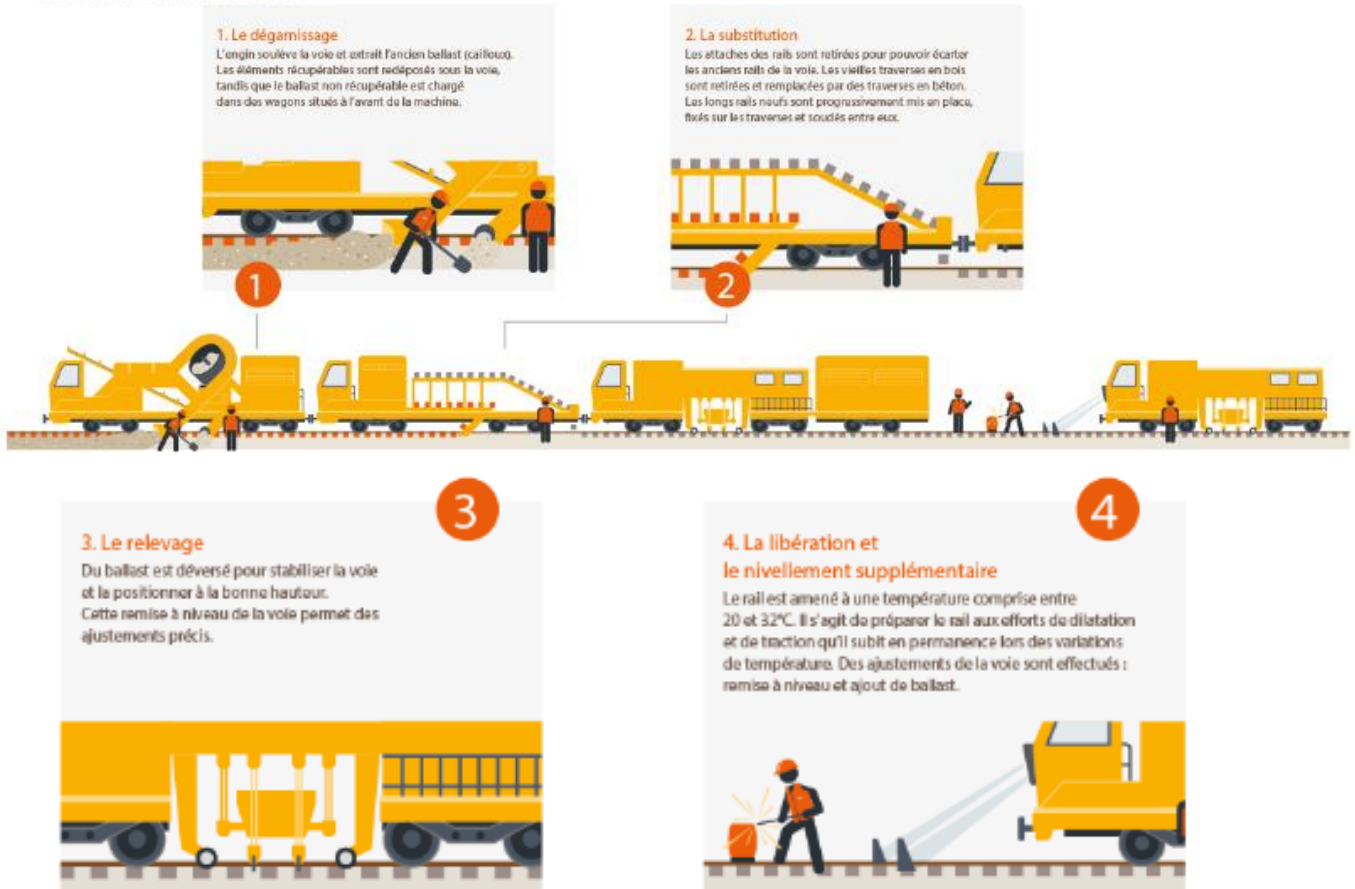 1. Le dégarnissage
L'engin soulève la voie et extrait l'ancien ballast (cailloux).
Les éléments récupérables sont redéposés sous la voie,
tandis que le ballast non récupérable est chargé
dans des wagons situés à l'avant de la machine.
2. La substitution
Les attaches des rails sont retirées pour pouvoir écarter
les anciens rails de la voie. Les vieilles traverses en bois
sont retirées et remplacées par des traverses en béton.
Les longs rails neufs sont progressivement mis en place,
fixés sur les traverses et soudés entre eux.
1
2
3
3. Le relevage
Du ballast est déversé pour stabiliser la voie
et la positionner à la bonne hauteur.
Cette remise à niveau de la voie permet des
ajustements précis.
4
4. La libération et
le nivellement supplémentaire
Le rail est amené à une température comprise entre
20 et 32°C. Il s'agit de préparer le rail aux efforts de dilatation
et de traction qu'il subit en permanence lors des variations
de température. Des ajustements de la voie sont effectués :
remise à niveau et ajout de ballast.